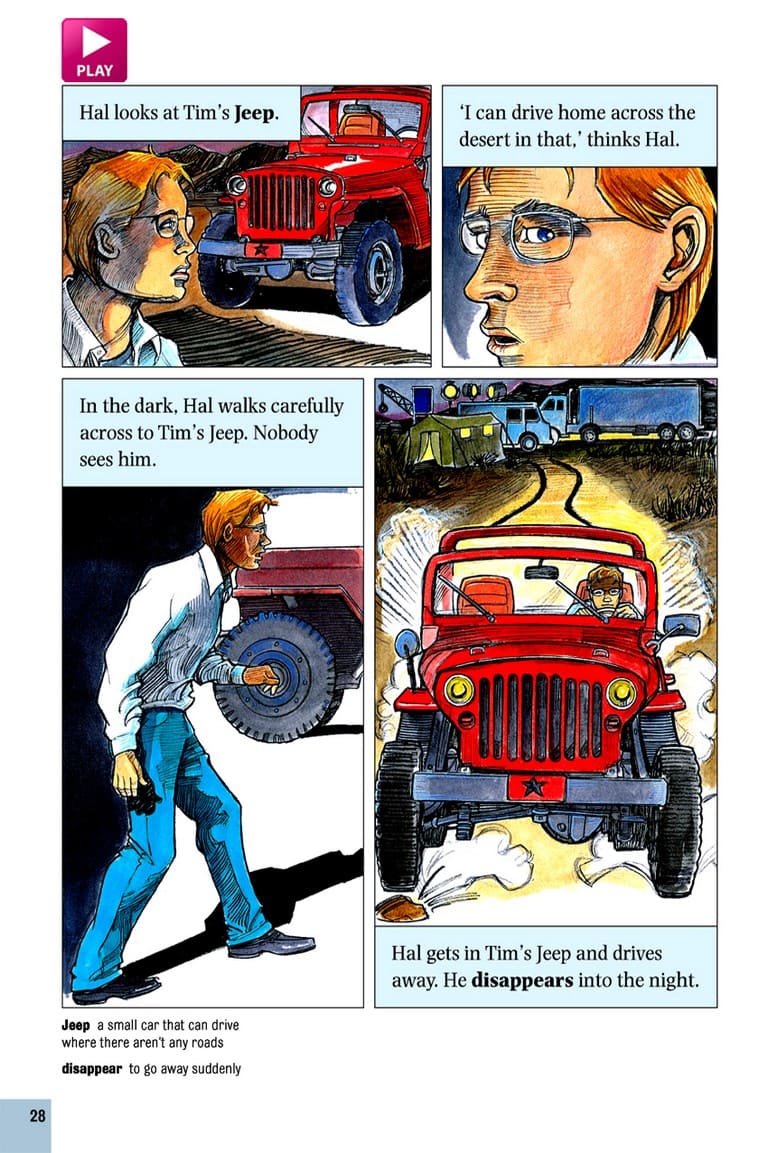 PLAY
Hal looks at Tim’s Jeep.
‘I can drive home across the
desert in that,’ thinks Hal.
In the dark, Hal walks carefully
across to Tim’s Jeep. Nobody
sees him.
Hal gets in Tim’s Jeep and drives
away. He disappears into the night.
Jeep a small car that can drive
where there aren’t any roads
disappear to go away suddenly
28